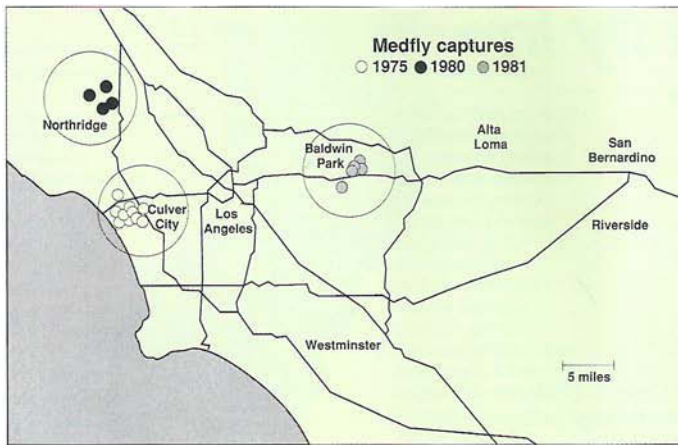 Medfly captures
1975 1980 1981
Northridge
Baldwin
Park
Alta
Loma
San
Bernardino
Culver
City
Los
Angeles
Riverside
Westminster
5 miles